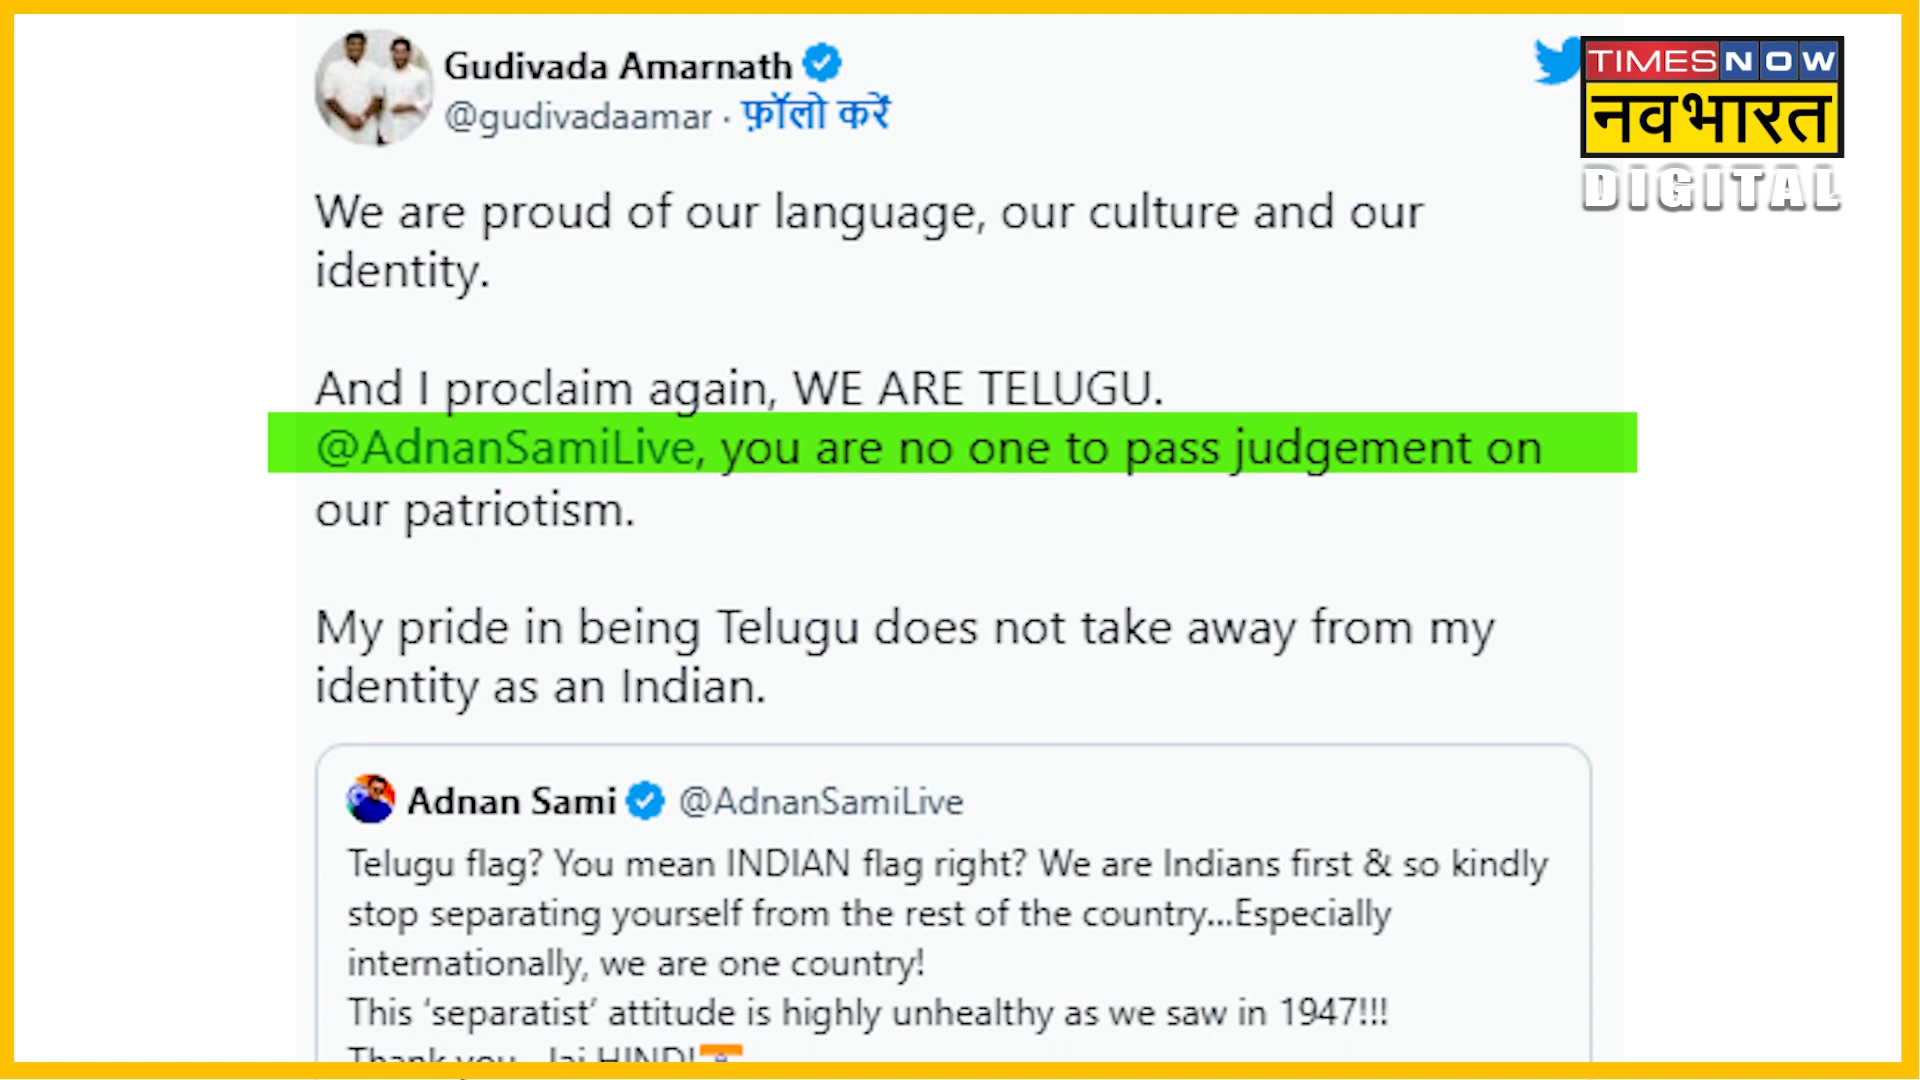 Gudivada Amarnath
@gudivadaamar · फ़ॉलो करें
TIMES NOW
नवभारत
DIGITAL
We are proud of our language, our culture and our
identity.
And I proclaim again, WE ARE TELUGU.
@AdnanSamiLive, you are no one to pass judgement on
our patriotism.
My pride in being Telugu does not take away from my
identity as an Indian.
Adnan Sami @AdnanSamiLive
Telugu flag? You mean INDIAN flag right? We are Indians first & so kindly
stop separating yourself from the rest of the country...Especially
internationally, we are one country!
This ‘separatist’ attitude is highly unhealthy as we saw in 1947!!!
Thank you...Jai HIND!🇮🇳